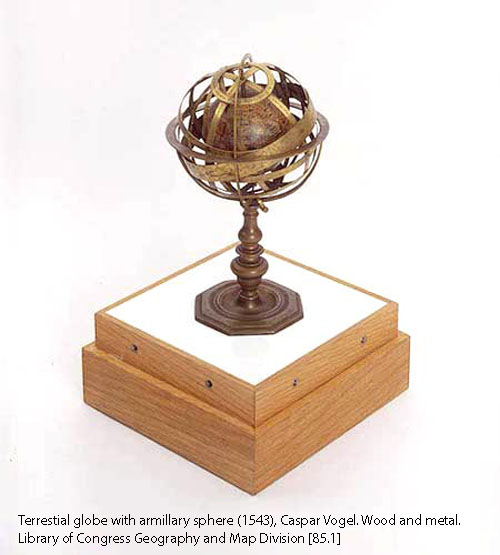 Terrestial globe with armillary sphere (1543), Caspar Vogel. Wood and metal.
Library of Congress Geography and Map Division [85.1]